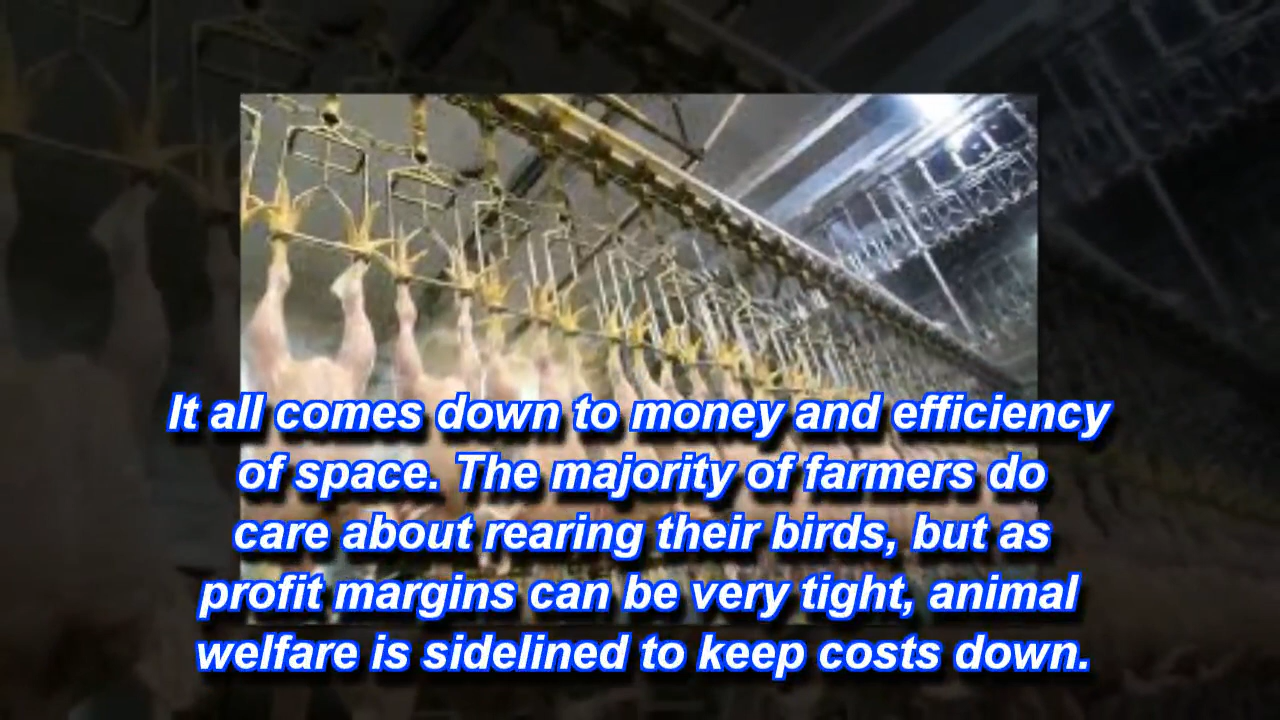 It all comes down to money and efficiency
of space. The majority of farmers do
care about rearing their birds, but as
profit margins can be very tight, animal
welfare is sidelined to keep costs down.